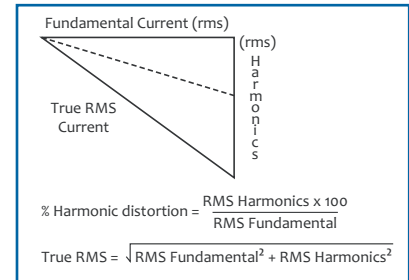 Fundamental Current (rms)
(rms)
Harmonics
True RMS
Current
% Harmonic distortion = RMS Harmonics x 100
RMS Fundamental
True RMS = √RMS Fundamental² + RMS Harmonics²